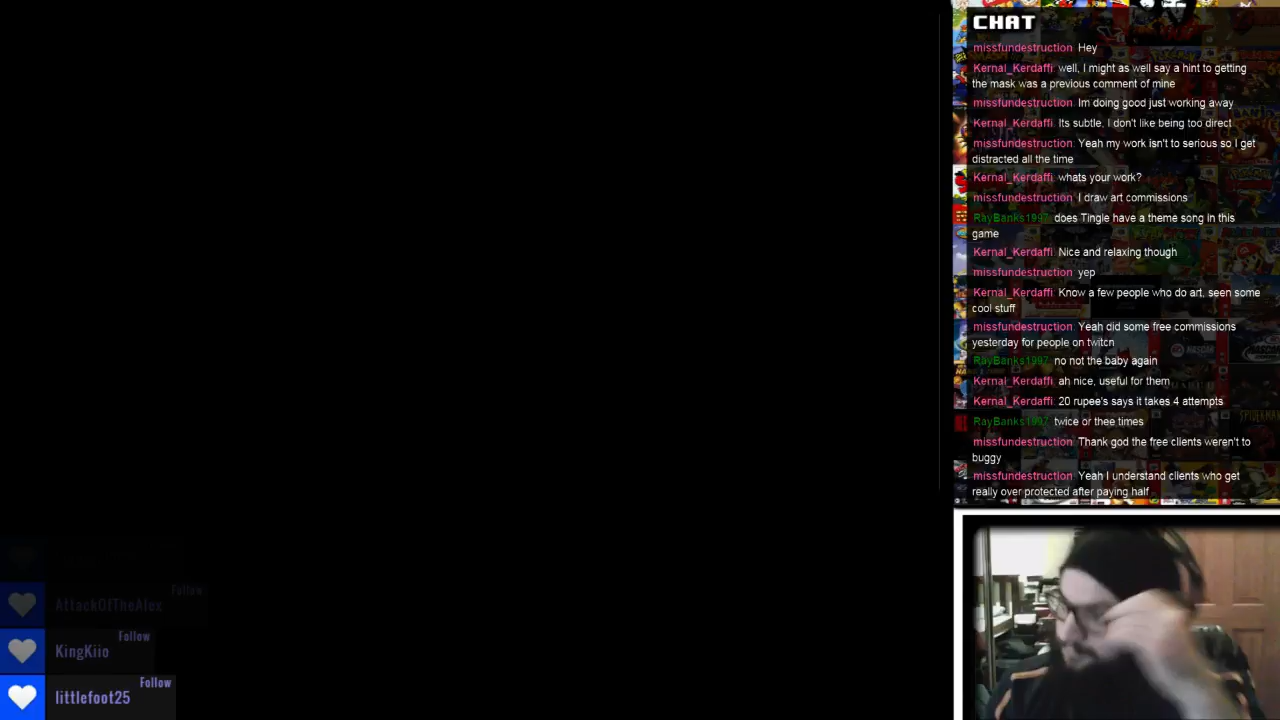 CHAT
missfundestruction: Hey
Kernal_Kerdaffi: well, I might as well say a hint to getting
the mask was a previous comment of mine
missfundestruction: Im doing good just working away
Kernal_Kerdaffi: Its subtle, I don't like being too direct
missfundestruction: Yeah my work isn't to serious so I get
distracted all the time
Kernal_Kerdaffi: whats your work?
missfundestruction: I draw art commissions
RayBanks1997: does Tingle have a theme song in this
game
Kernal_Kerdaffi: Nice and relaxing though
missfundestruction: yep
Kernal_Kerdaffi: Know a few people who do art, seen some
cool stuff
missfundestruction: Yeah did some free commissions
yesterday for people on twitcn
RayBanks1997: no not the baby again
Kernal_Kerdaffi: ah nice, useful for them
Kernal_Kerdaffi: 20 rupee's says it takes 4 attempts
RayBanks1997: twice or thee times
missfundestruction: Thank god the free clients weren't to
buggy
missfundestruction: Yeah I understand clients who get
really over protected after paying half
Follow
AttackOfTheAlex
Follow
KingKiio
Follow
littlefoot25